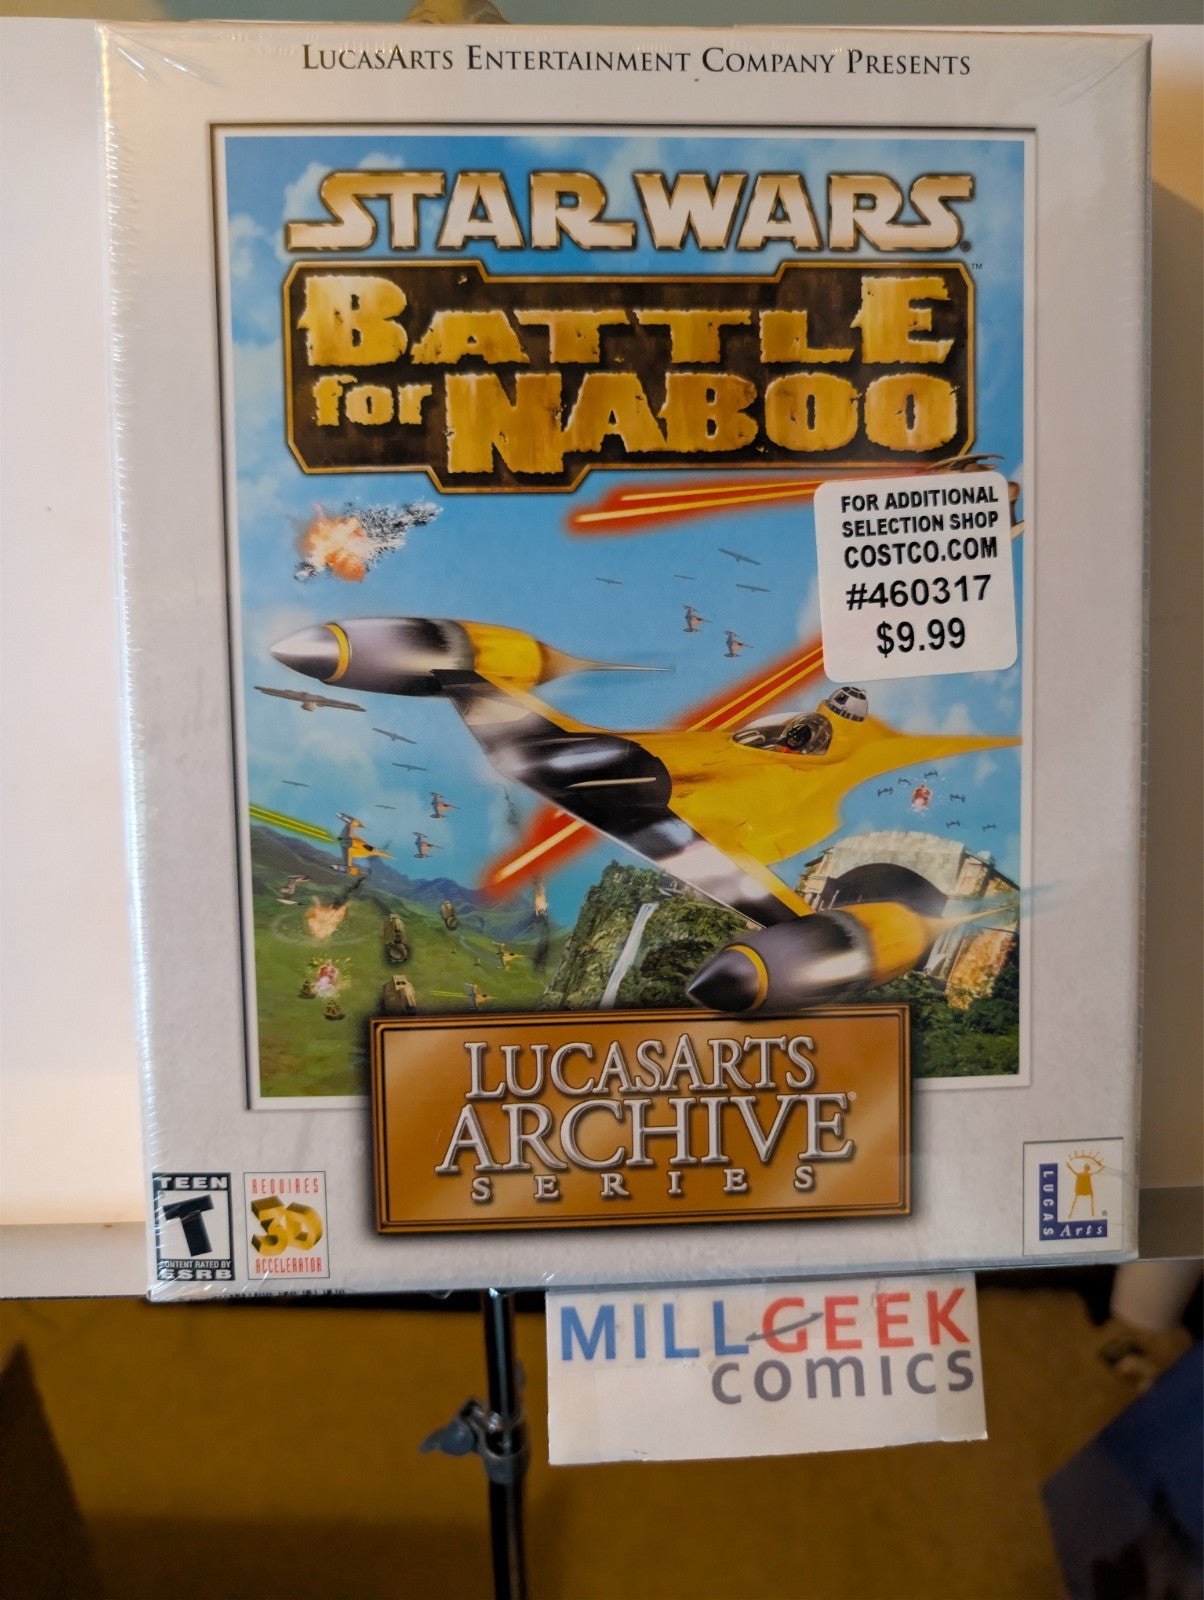 LUCASARTS ENTERTAINMENT COMPANY PRESENTS
STAR WARS®
BATTLE™
for NABOO
FOR ADDITIONAL
SELECTION SHOP
COSTCO.COM
#460317
$9.99
LUCASARTS
ARCHIVE®
SERIES
TEEN
T
CONTENT RATED BY
ESRB
REQUIRES
3D
ACCELERATOR
LUCAS
Arts®
MILLGEEK
comics